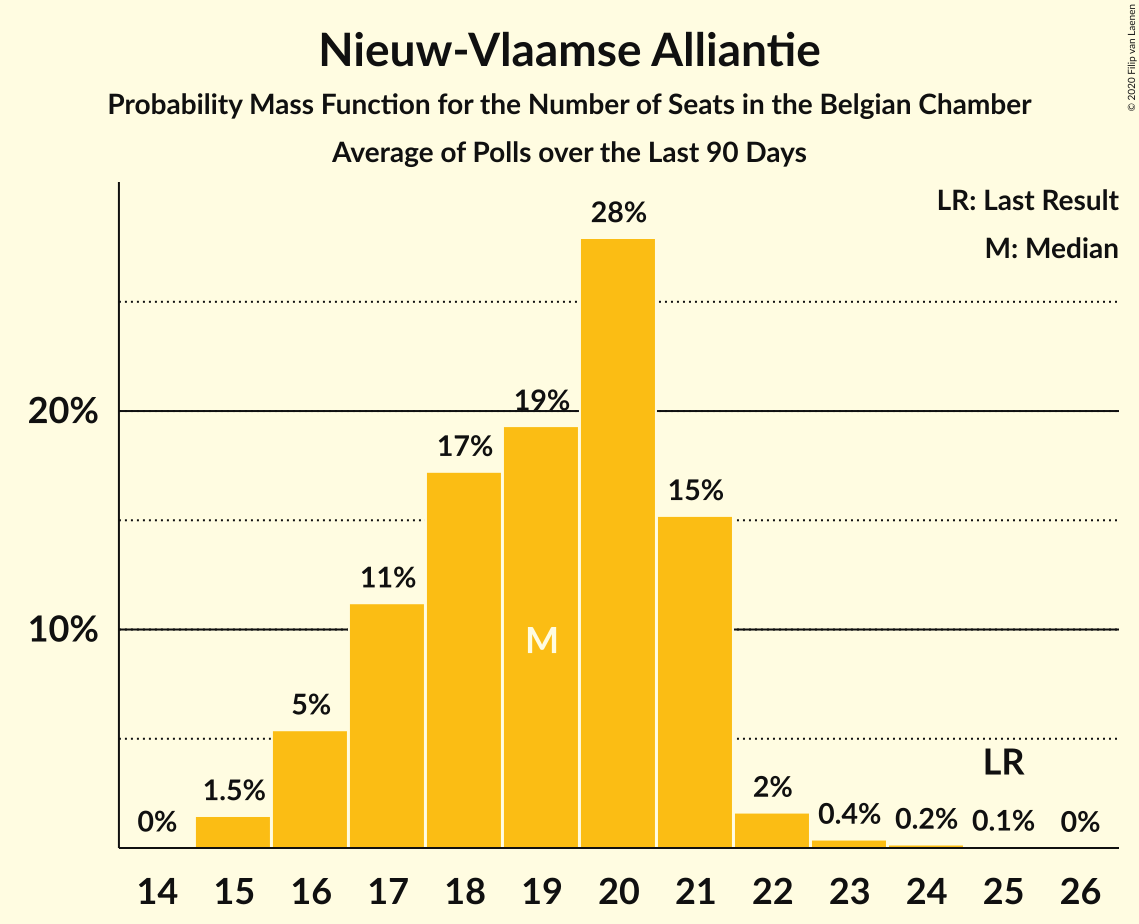 Nieuw-Vlaamse Alliantie
Probability Mass Function for the Number of Seats in the Belgian Chamber
Average of Polls over the Last 90 Days
© 2020 Filip van Laenen
LR: Last Result
M: Median
28%
20%
19%
17%
15%
11%
10%
M
5%
LR
1.5%
2%
0%
0.4%
0.2%
0.1%
0%
14 15 16 17 18 19 20 21 22 23 24 25 26